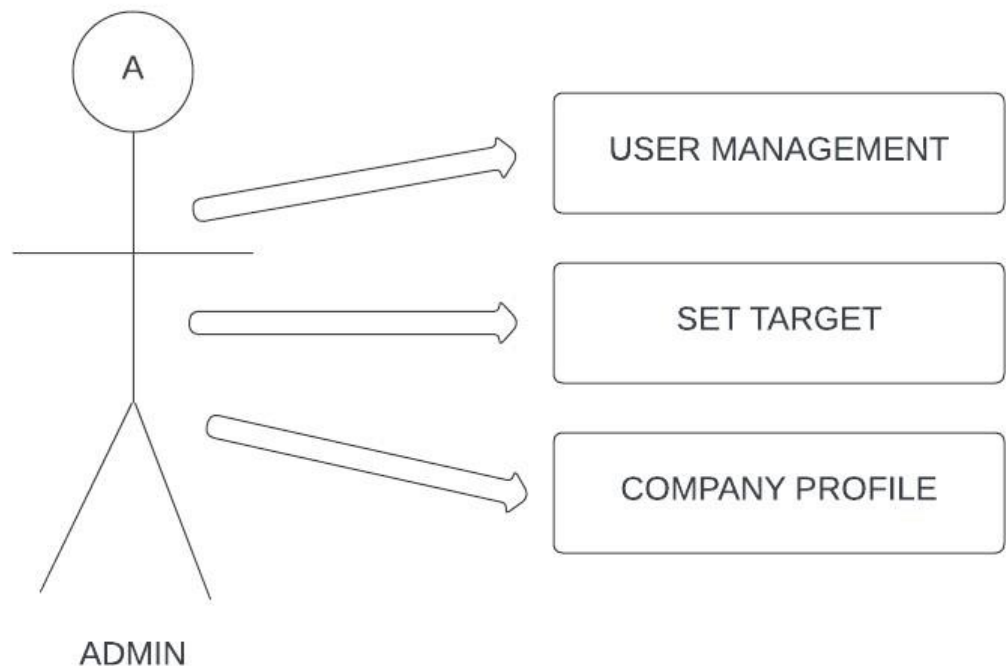 A
USER MANAGEMENT
SET TARGET
COMPANY PROFILE
ADMIN